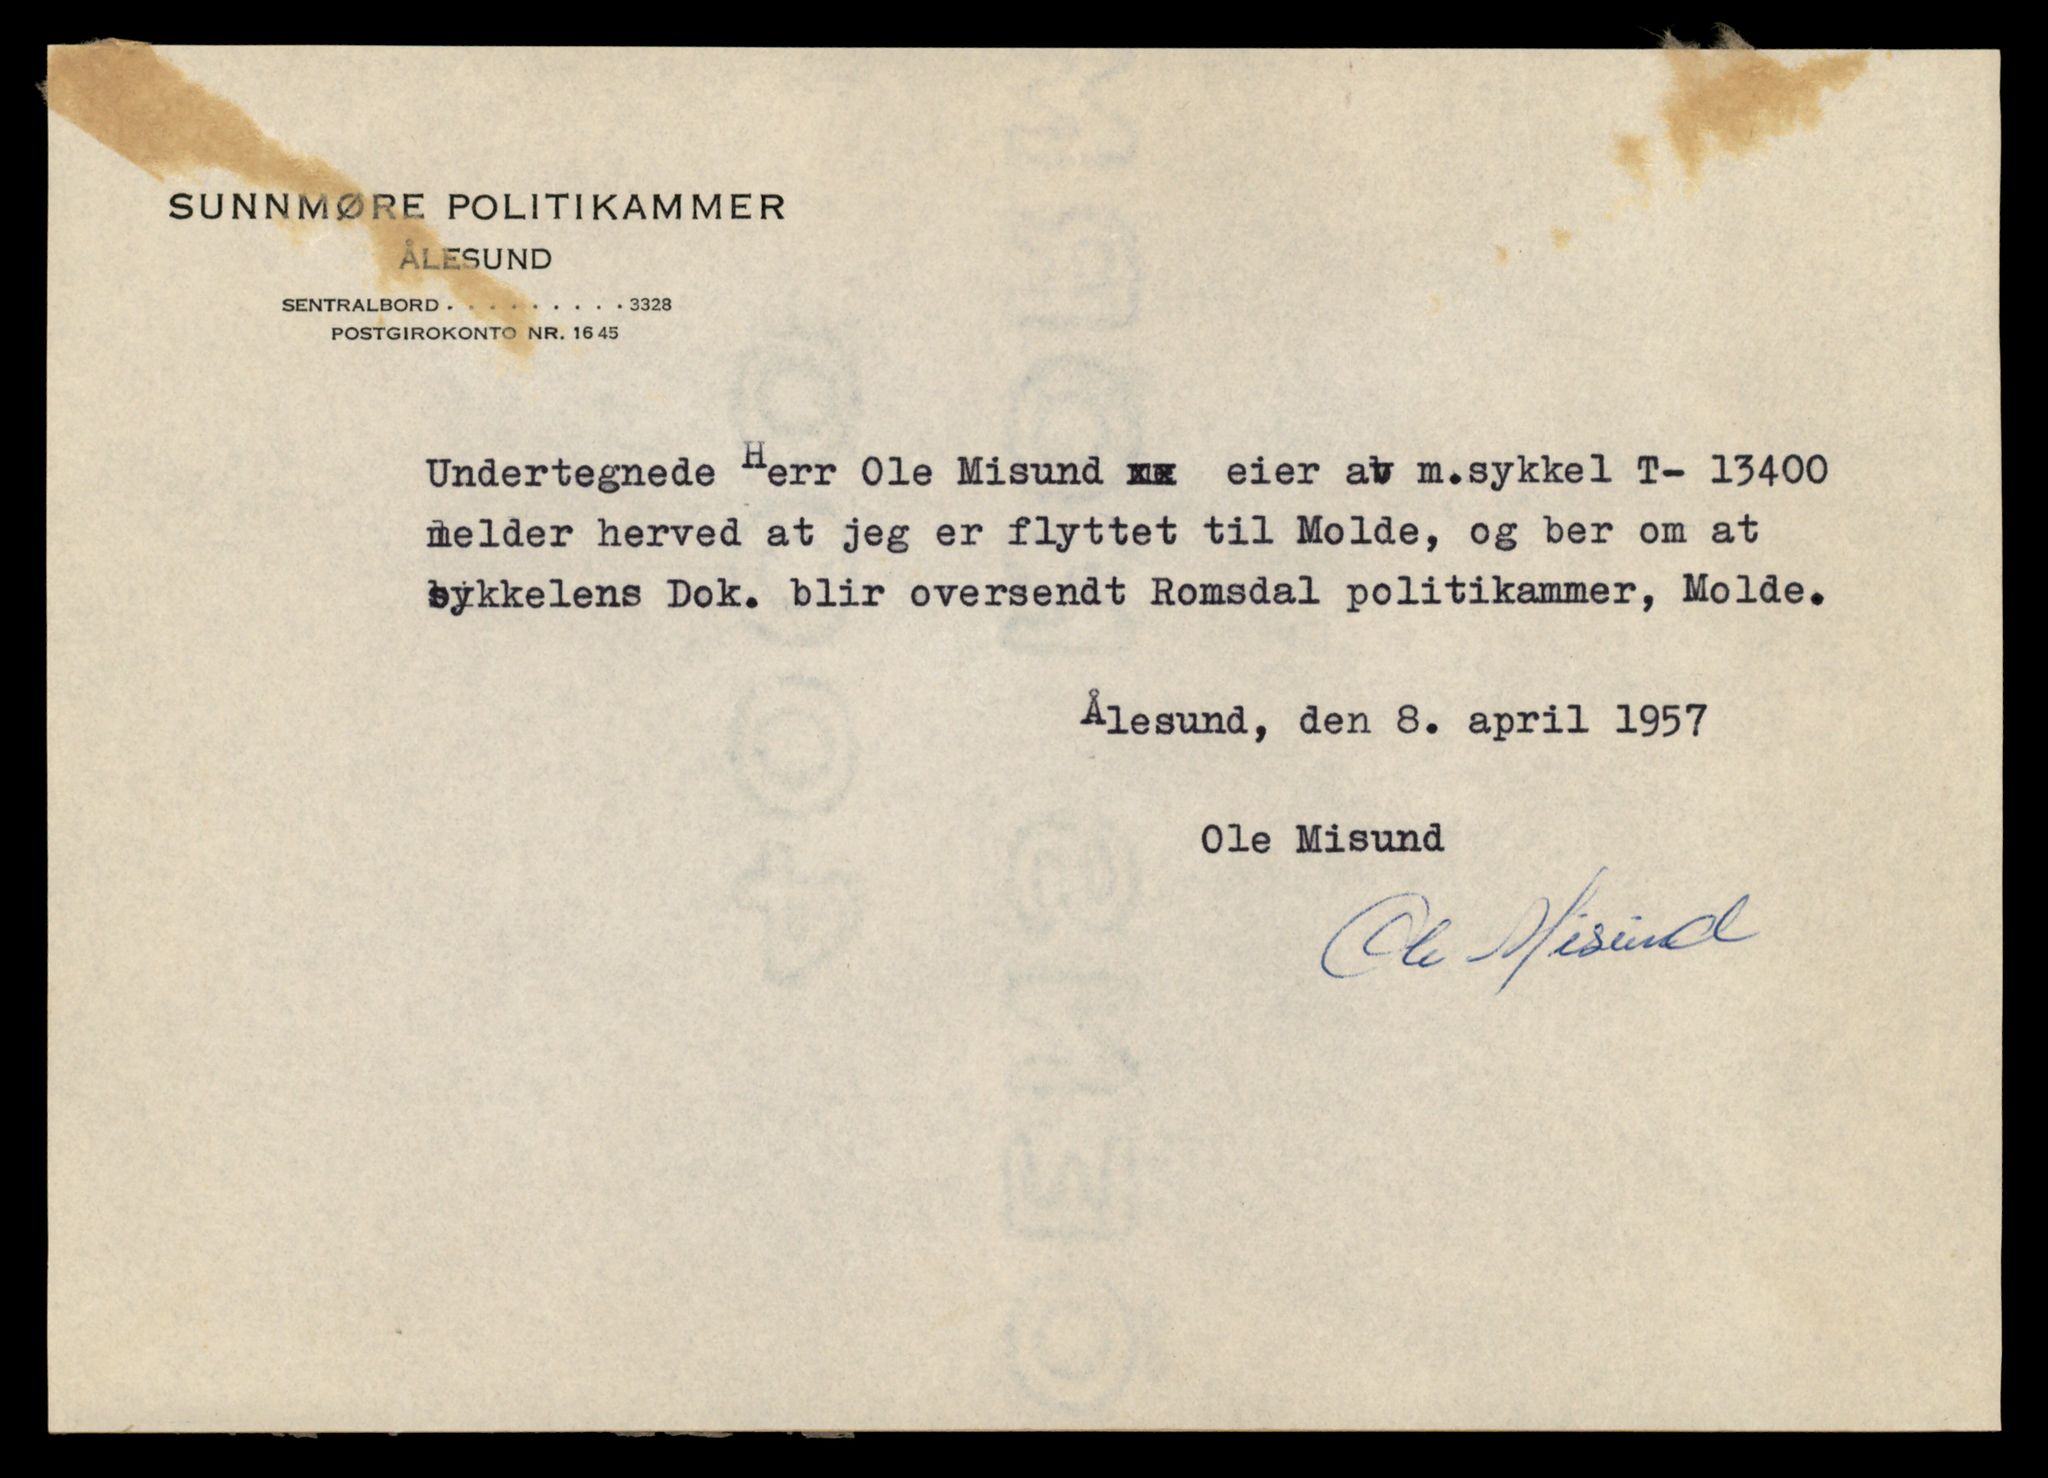 SUNNMØRE POLITIKAMMER
ÅLESUND
SENTRALBORD . . . . . . . . . 3328
POSTGIROKONTO NR. 1645
Undertegnede Herr Ole Misund xx eier av m.sykkel T- 13400
melder herved at jeg er flyttet til Molde, og ber om at
sykkelens Dok. blir oversendt Romsdal politikammer, Molde.
Ålesund, den 8. april 1957
Ole Misund
Ole Misund